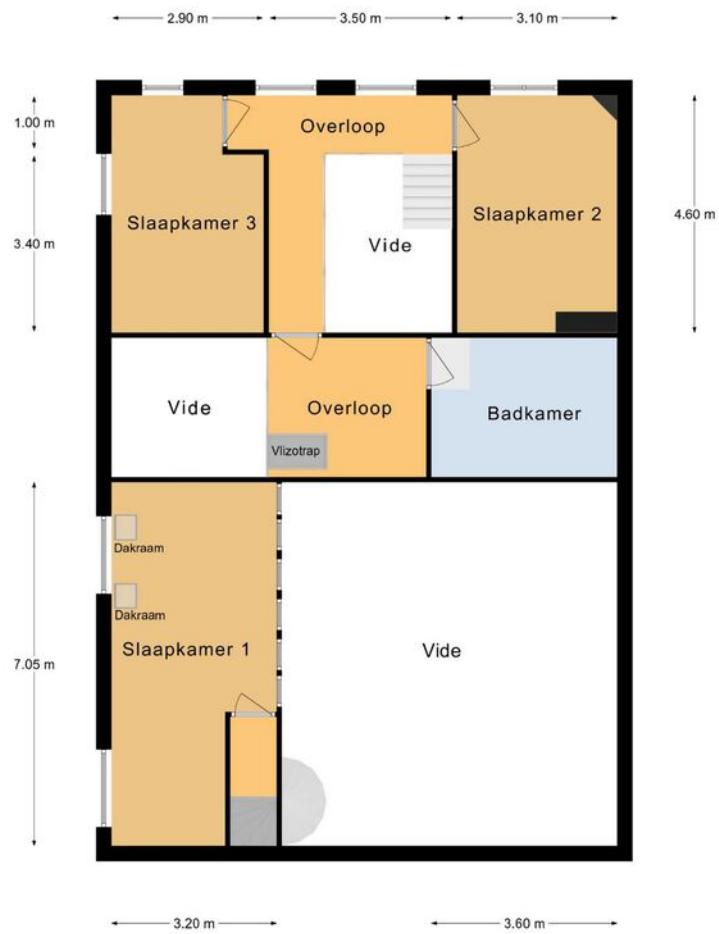 2.90 m
3.50 m
3.10 m
1.00 m
Overloop
Slaapkamer 3
Slaapkamer 2
4.60 m
3.40 m
Vide
Vide
Overloop
Badkamer
Vlizotrap
Dakraam
Dakraam
Slaapkamer 1
Vide
7.05 m
3.20 m
3.60 m